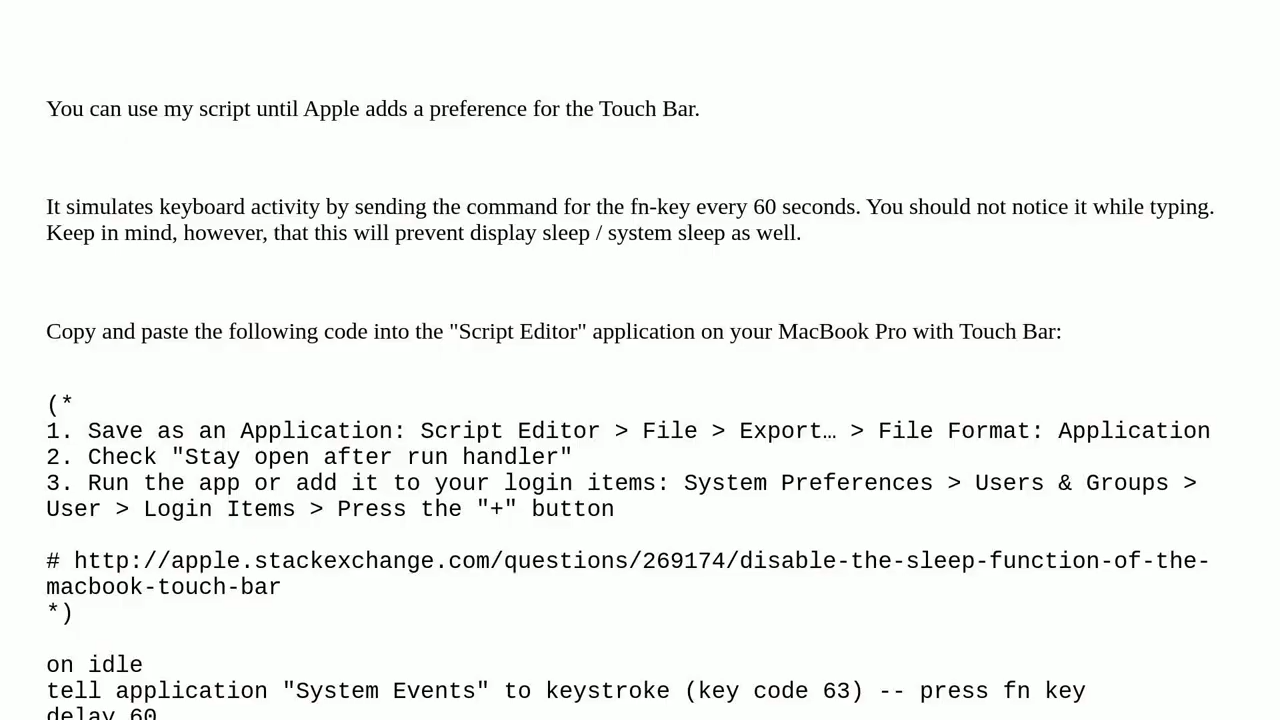 You can use my script until Apple adds a preference for the Touch Bar.
It simulates keyboard activity by sending the command for the fn-key every 60 seconds. You should not notice it while typing.
Keep in mind, however, that this will prevent display sleep / system sleep as well.
Copy and paste the following code into the "Script Editor" application on your MacBook Pro with Touch Bar:
(*
1. Save as an Application: Script Editor > File > Export… > File Format: Application
2. Check "Stay open after run handler"
3. Run the app or add it to your login items: System Preferences > Users & Groups >
User > Login Items > Press the "+" button
# http://apple.stackexchange.com/questions/269174/disable-the-sleep-function-of-the-
macbook-touch-bar
*)
on idle
tell application "System Events" to keystroke (key code 63) -- press fn key
delay 60